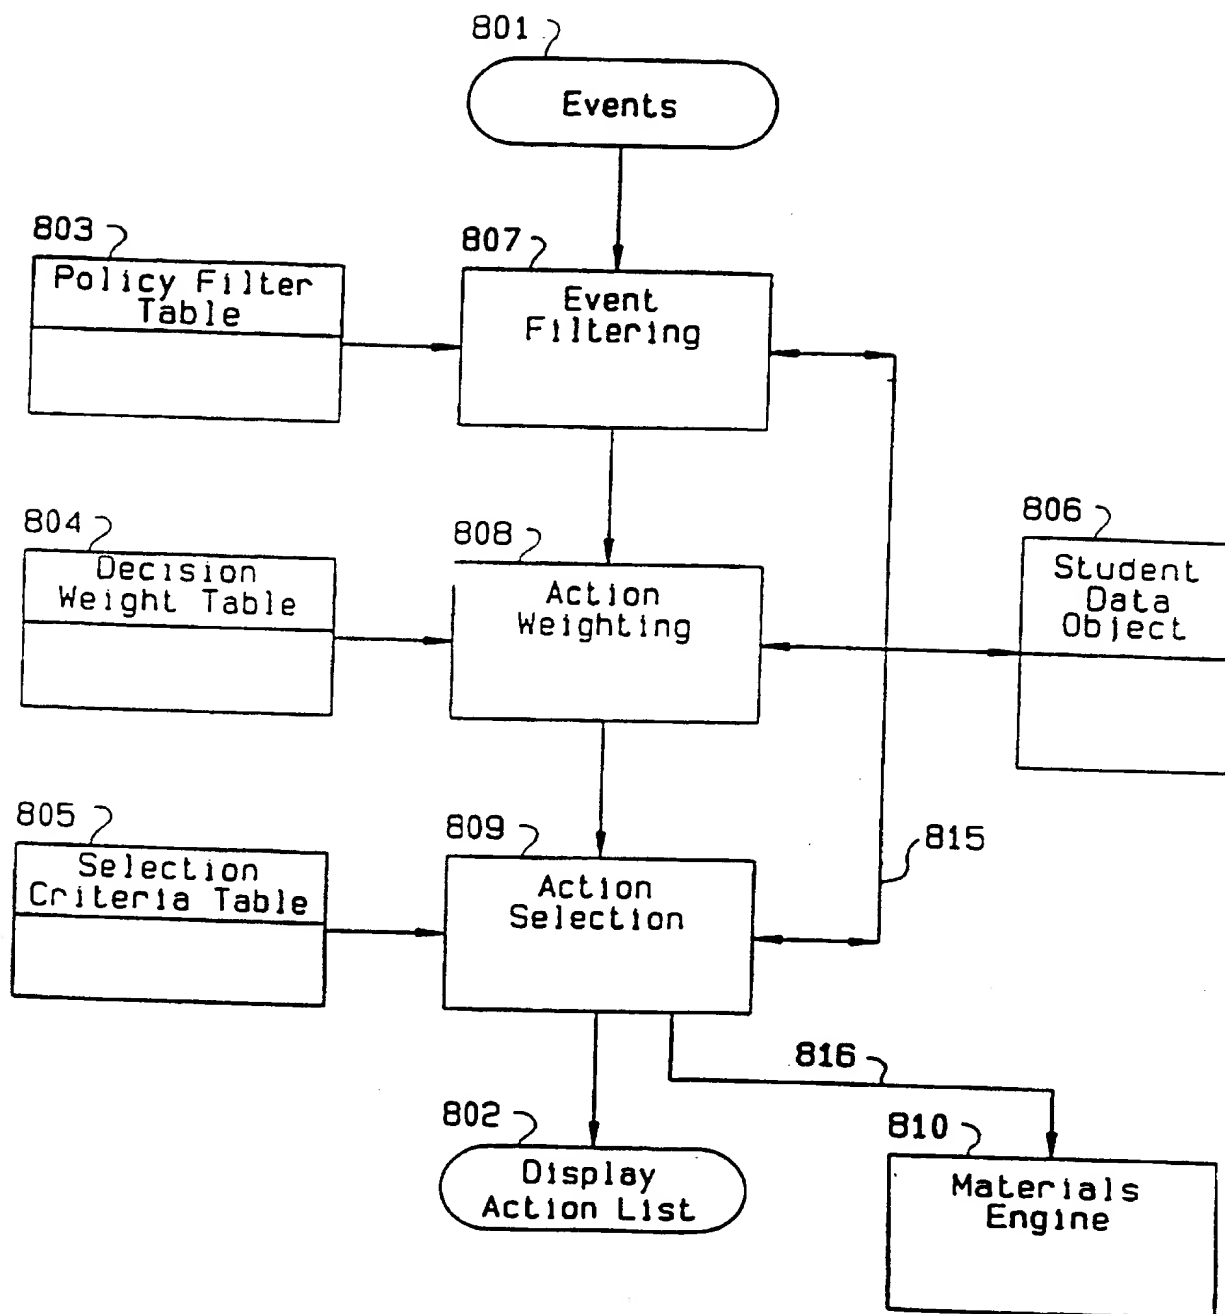 801
Events
803
Policy Filter
Table
807
Event
Filtering
804
Decision
Weight Table
808
Action
Weighting
806
Student
Data
Object
805
Selection
Criteria Table
809
Action
Selection
815
816
802
Display
Action List
810
Materials
Engine